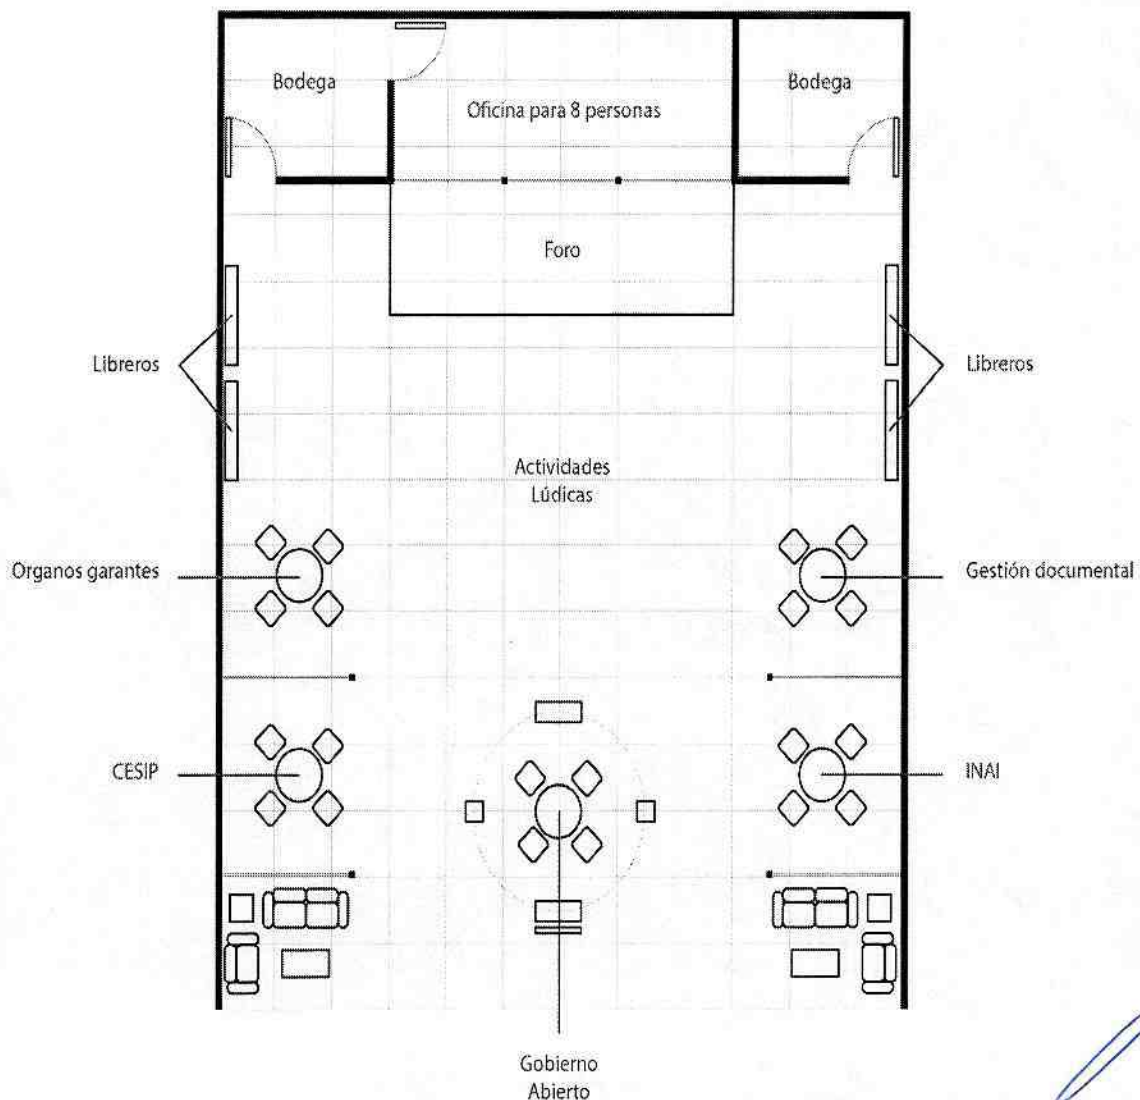 Bodega
Oficina para 8 personas
Bodega
Foro
Libreros
Libreros
Actividades
Lúdicas
Organos garantes
Gestión documental
CESIP
INAI
Gobierno
Abierto